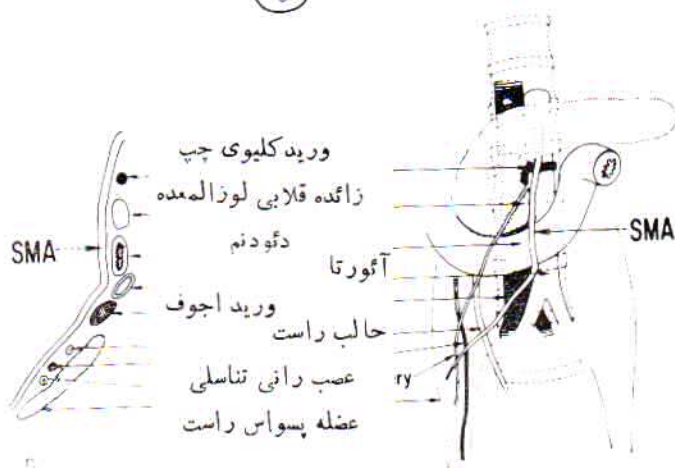 ورید کلیوی چپ
زائده قلابی لوزالمعده
دئودنم
SMA
SMA
آئورتا
ورید اجوف
حالب راست
عصب رانی تناسلی
ry
عضله پسواس راست